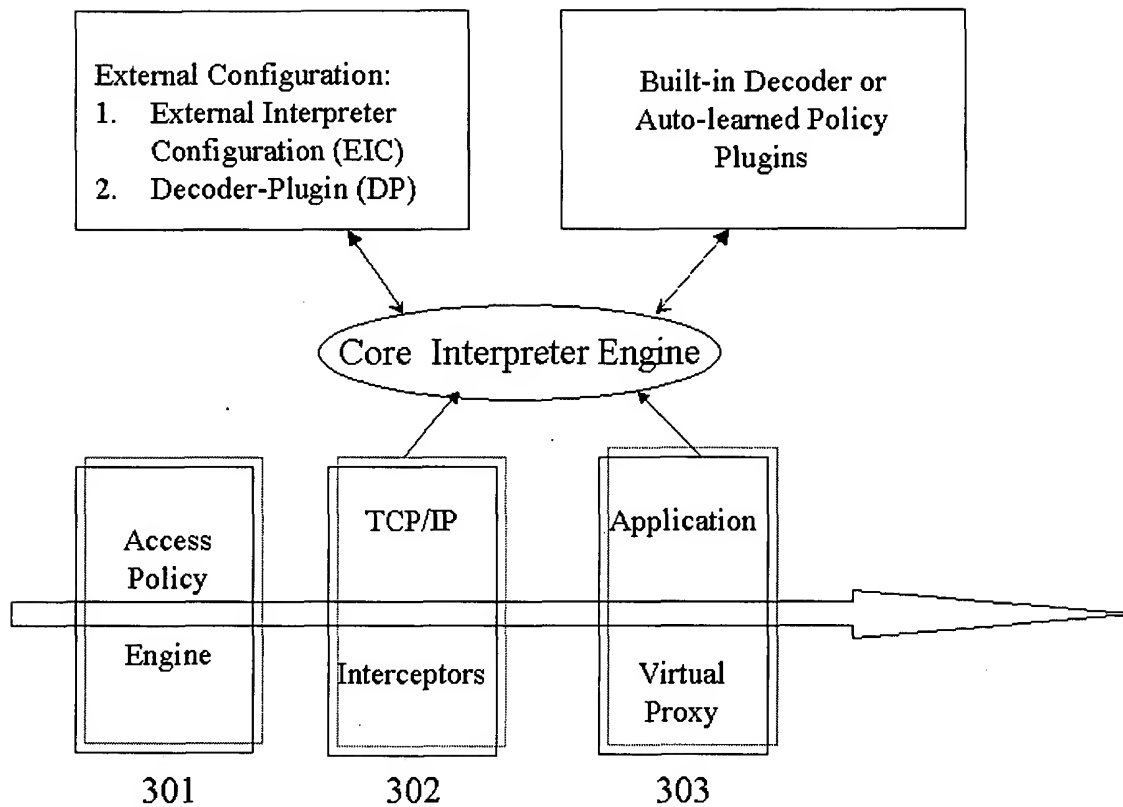 External Configuration:
1. External Interpreter
Configuration (EIC)
2. Decoder-Plugin (DP)
Built-in Decoder or
Auto-learned Policy
Plugins
Core Interpreter Engine
Access
Policy
Engine
TCP/IP
Interceptors
Application
Virtual
Proxy
301
302
303